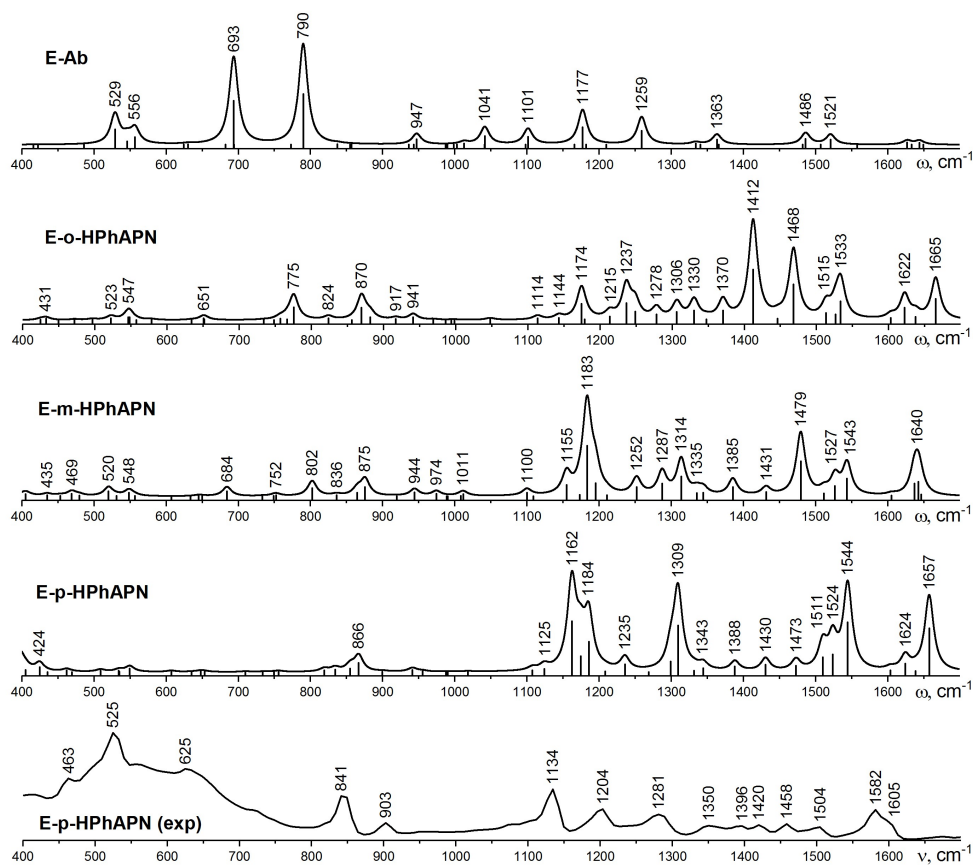 E-Ab
529 556 693 790 947 1041 1101 1177 1259 1363 1486 1521
400 500 600 700 800 900 1000 1100 1200 1300 1400 1500 1600 ω, cm-1
E-o-HPhAPN
431 523 547 651 775 824 870 917 941 1114 1144 1174 1215 1237 1278 1306 1330 1370 1412 1468 1515 1533 1622 1665
400 500 600 700 800 900 1000 1100 1200 1300 1400 1500 1600 ω, cm-1
E-m-HPhAPN
435 469 520 548 684 752 802 836 875 944 974 1011 1100 1155 1183 1252 1287 1314 1335 1385 1431 1479 1527 1543 1640
400 500 600 700 800 900 1000 1100 1200 1300 1400 1500 1600 ω, cm-1
E-p-HPhAPN
424 866 1125 1162 1184 1235 1309 1343 1388 1430 1473 1511 1524 1544 1624 1657
400 500 600 700 800 900 1000 1100 1200 1300 1400 1500 1600 ω, cm-1
463 525 625 841 903 1134 1204 1281 1350 1396 1420 1458 1504 1582 1605
E-p-HPhAPN (exp)
400 500 600 700 800 900 1000 1100 1200 1300 1400 1500 1600 ν, cm-1